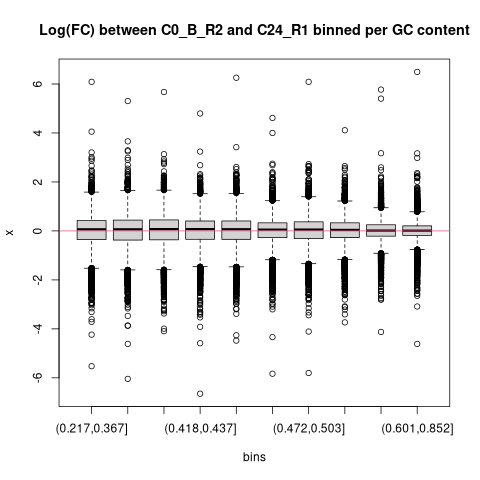 Log(FC) between C0_B_R2 and C24_R1 binned per GC content
6
4
2
0
-2
-4
-6
x
(0.217,0.367] (0.418,0.437] (0.472,0.503] (0.601,0.852]
bins